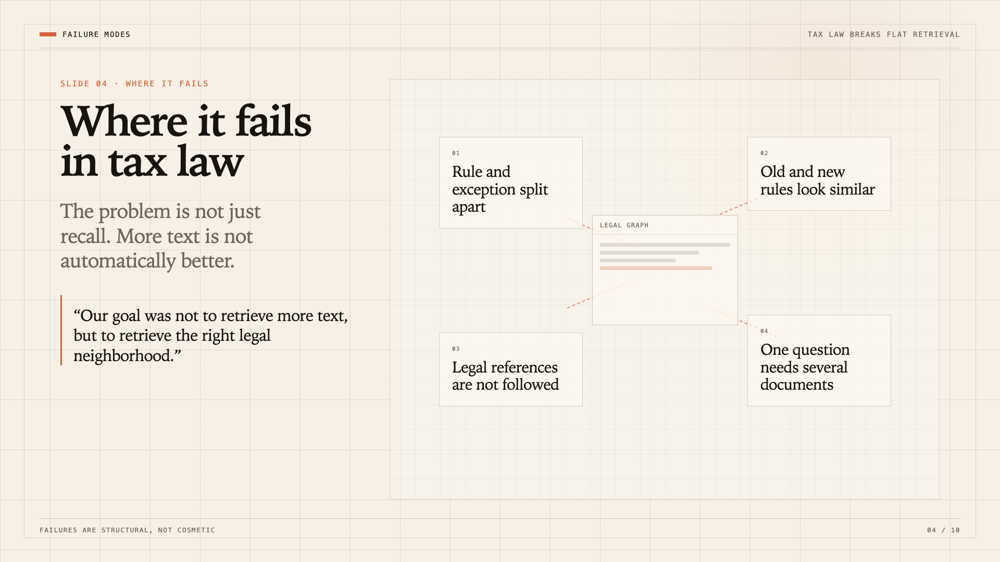 FAILURE MODES
TAX LAW BREAKS FLAT RETRIEVAL
SLIDE 04 · WHERE IT FAILS
Where it fails
in tax law
The problem is not just
recall. More text is not
automatically better.
“Our goal was not to retrieve more text,
but to retrieve the right legal
neighborhood.”
01
Rule and
exception split
apart
02
Old and new
rules look similar
LEGAL GRAPH
03
Legal references
are not followed
04
One question
needs several
documents
FAILURES ARE STRUCTURAL, NOT COSMETIC
04 / 10